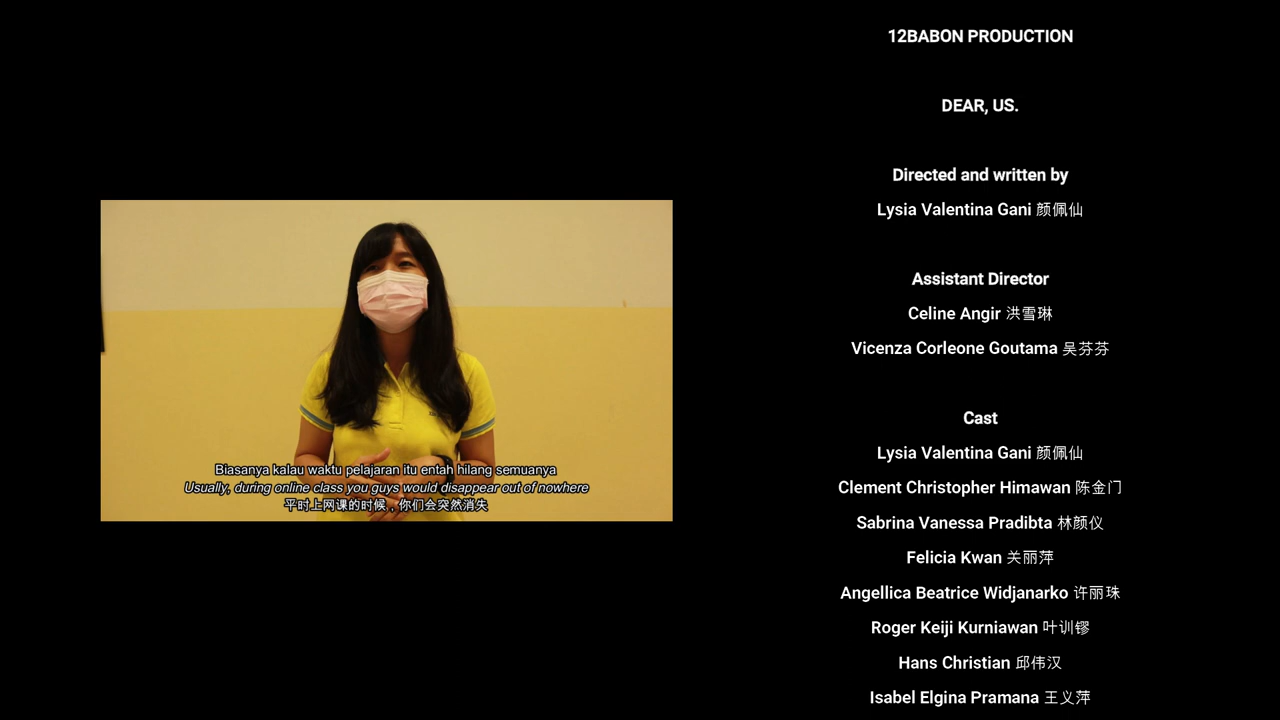 Biasanya kalau waktu pelajaran itu entah hilang semuanya
Usually, during online class you guys would disappear out of nowhere
平时上网课的时候，你们会突然消失
12BABON PRODUCTION
DEAR, US.
Directed and written by
Lysia Valentina Gani 颜佩仙
Assistant Director
Celine Angir 洪雪琳
Vicenza Corleone Goutama 吴芬芬
Cast
Lysia Valentina Gani 颜佩仙
Clement Christopher Himawan 陈金门
Sabrina Vanessa Pradibta 林颜仪
Felicia Kwan 关丽萍
Angellica Beatrice Widjanarko 许丽珠
Roger Keiji Kurniawan 叶训镠
Hans Christian 邱伟汉
Isabel Elgina Pramana 王义萍